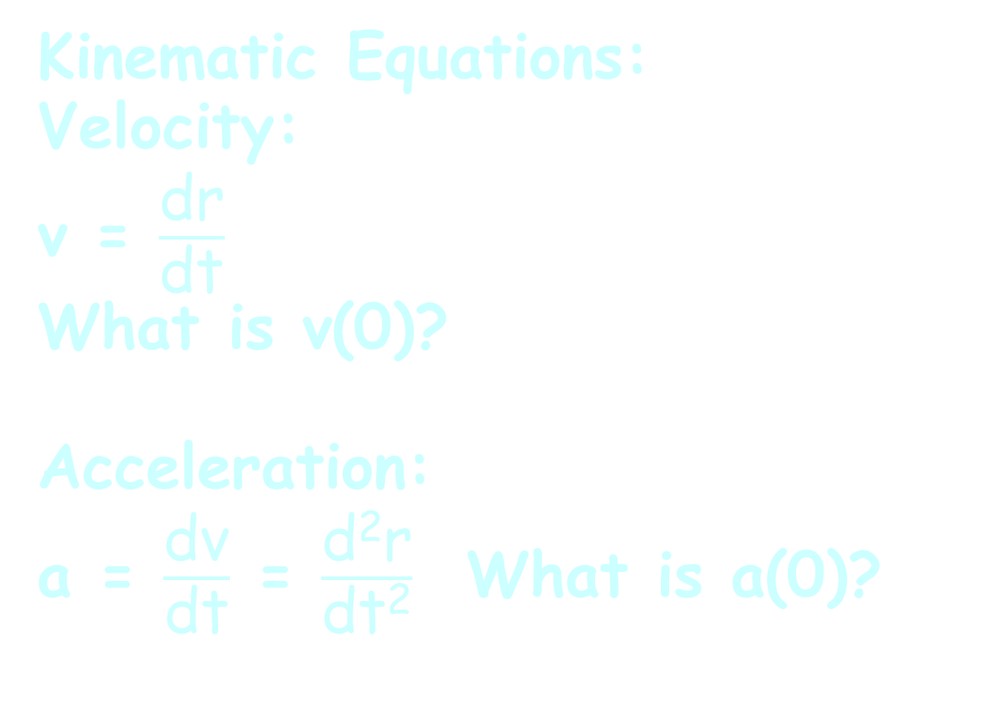 Kinematic Equations:
Velocity:
v = dr/dt
What is v(0)?
Acceleration:
a = dv/dt = d²r/dt² What is a(0)?